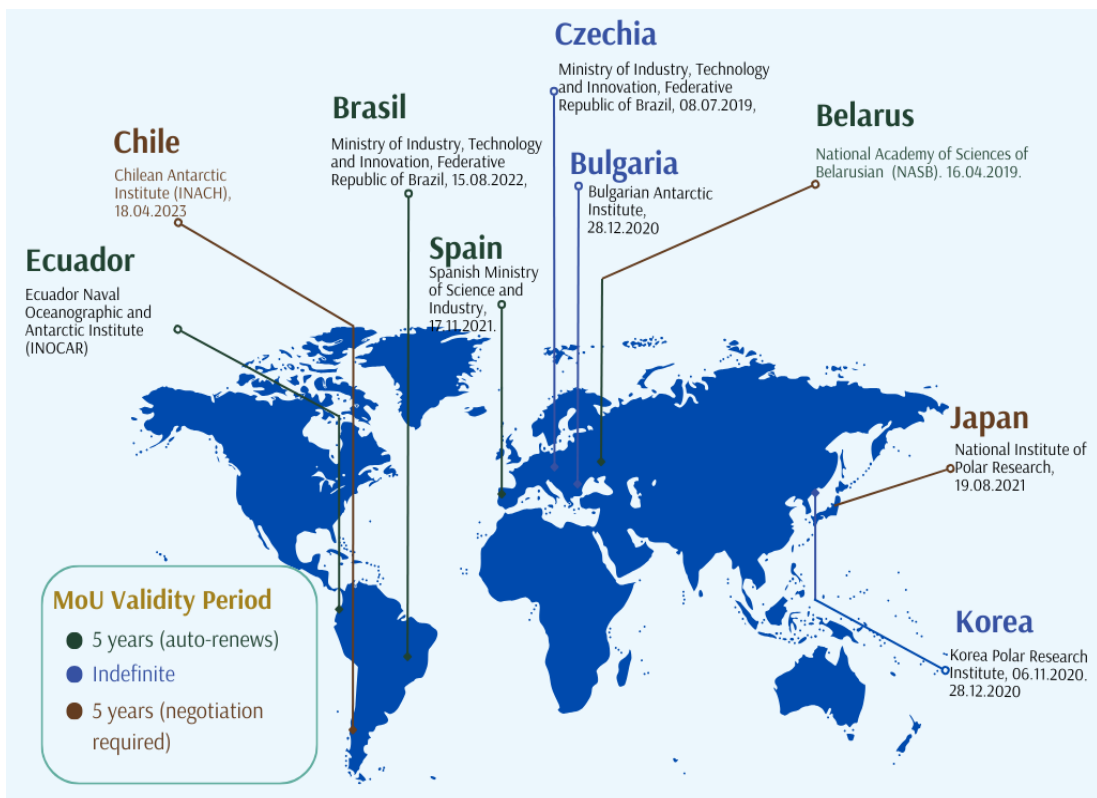 Czechia
Ministry of Industry, Technology
and Innovation, Federative
Republic of Brazil, 08.07.2019,
Brasil
Ministry of Industry, Technology
and Innovation, Federative
Republic of Brazil, 15.08.2022,
Belarus
National Academy of Sciences of
Belarusian (NASB). 16.04.2019.
Chile
Chilean Antarctic
Institute (INACH),
18.04.2023
Bulgaria
Bulgarian Antarctic
Institute,
28.12.2020
Ecuador
Ecuador Naval
Oceanographic and
Antarctic Institute
(INOCAR)
Spain
Spanish Ministry
of Science and
Industry,
17.11.2021.
Japan
National Institute of
Polar Research,
19.08.2021
MoU Validity Period
5 years (auto-renews)
Indefinite
5 years (negotiation
required)
Korea
Korea Polar Research
Institute, 06.11.2020.
28.12.2020